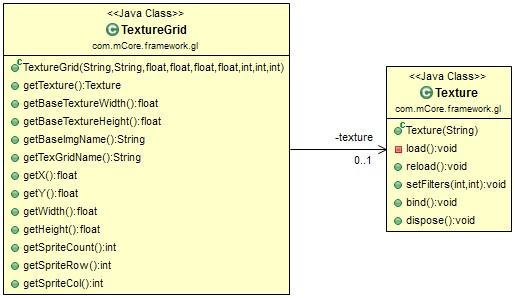 <<Java Class>>
TextureGrid
com.mCore.framework.gl
TextureGrid(String,String,float,float,float,float,int,int,int)
getTexture():Texture
getBaseTextureWidth():float
getBaseTextureHeight():float
getBaseImgName():String
getTexGridName():String
getX():float
getY():float
getWidth():float
getHeight():float
getSpriteCount():int
getSpriteRow():int
getSpriteCol():int
-texture
0..1
<<Java Class>>
Texture
com.mCore.framework.gl
Texture(String)
load():void
reload():void
setFilters(int,int):void
bind():void
dispose():void